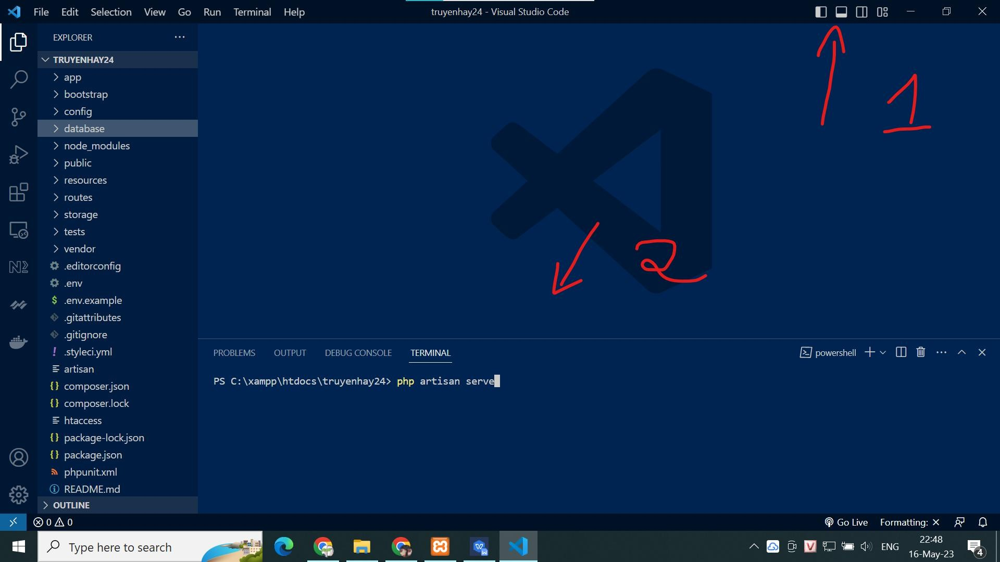 File Edit Selection View Go Run Terminal Help
truyenhay24 - Visual Studio Code
EXPLORER
TRUYENHAY24
app
bootstrap
config
database
node_modules
public
resources
routes
storage
tests
vendor
.editorconfig
.env
$ .env.example
.gitattributes
.gitignore
! .styleci.yml
artisan
{} composer.json
{} composer.lock
htaccess
{} package-lock.json
{} package.json
phpunit.xml
README.md
OUTLINE
1
2
PROBLEMS OUTPUT DEBUG CONSOLE TERMINAL
powershell
PS C:\xampp\htdocs\truyenhay24> php artisan serve
0 0
Go Live Formatting:
Type here to search
ENG
22:48
16-May-23
4